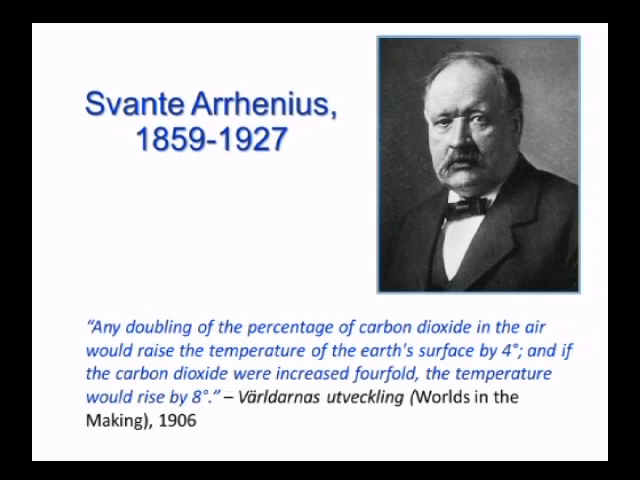 Svante Arrhenius,
1859-1927
“Any doubling of the percentage of carbon dioxide in the air
would raise the temperature of the earth's surface by 4°; and if
the carbon dioxide were increased fourfold, the temperature
would rise by 8°.” – Världarnas utveckling (Worlds in the
Making), 1906